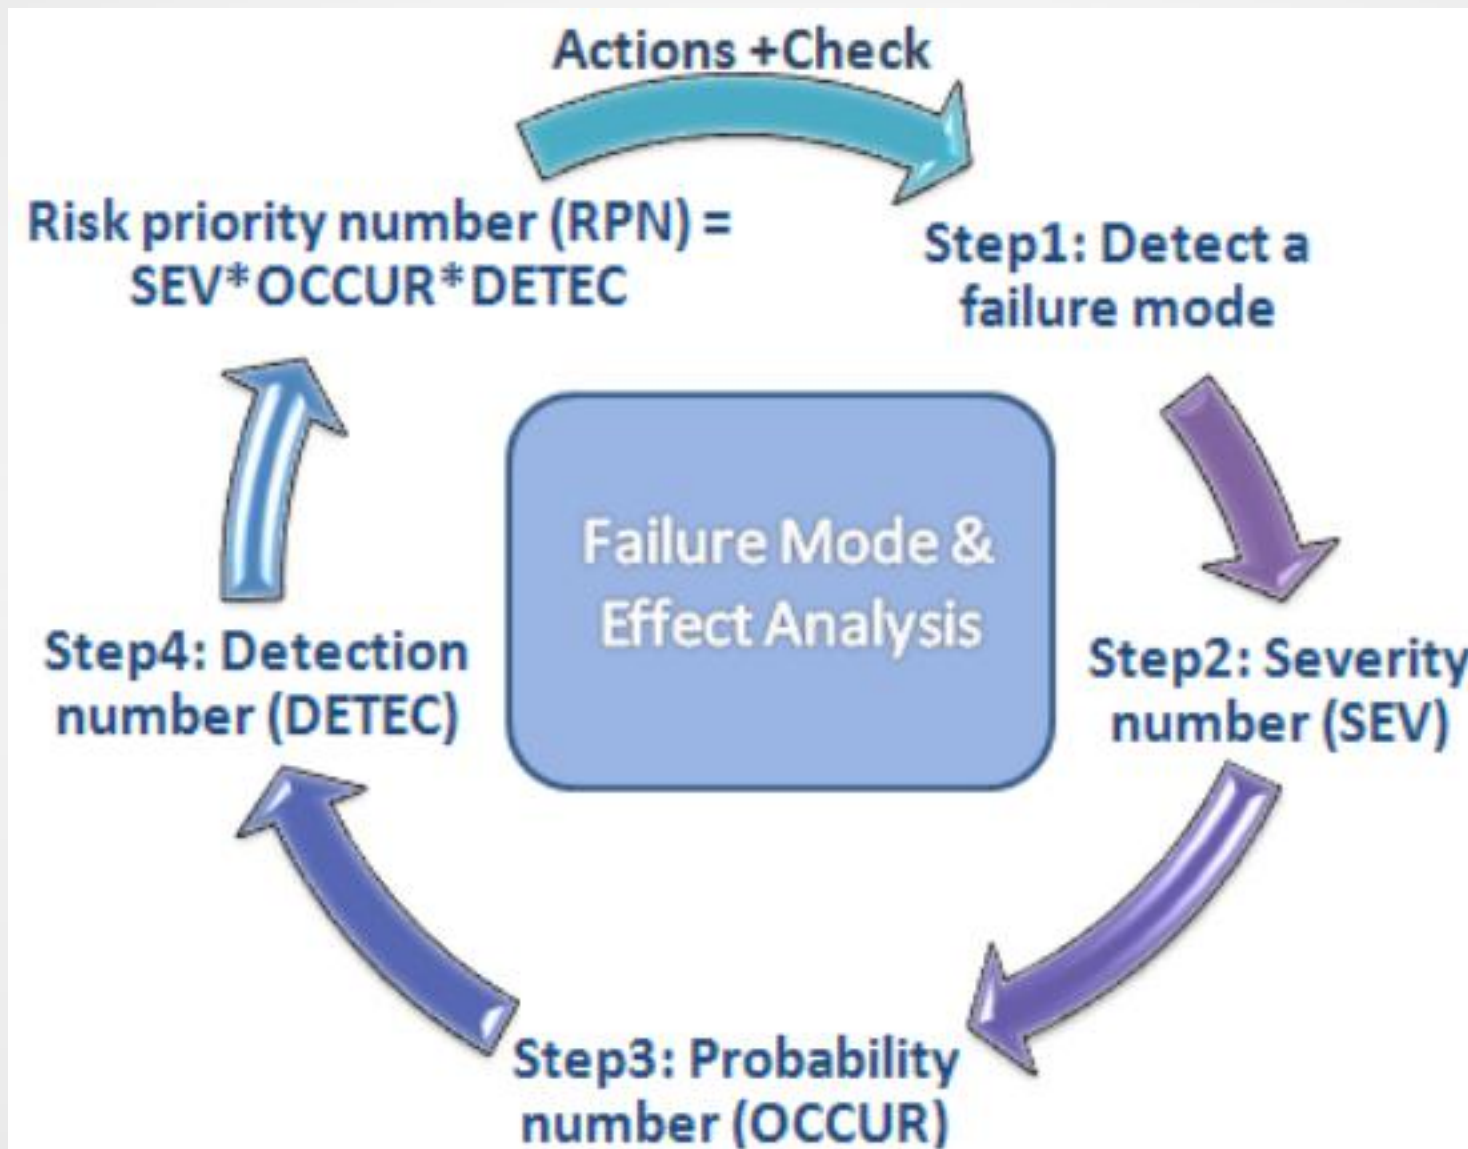 Actions +Check
Step1: Detect a
failure mode
Step2: Severity
number (SEV)
Step3: Probability
number (OCCUR)
Step4: Detection
number (DETEC)
Risk priority number (RPN) =
SEV*OCCUR*DETEC
Failure Mode &
Effect Analysis